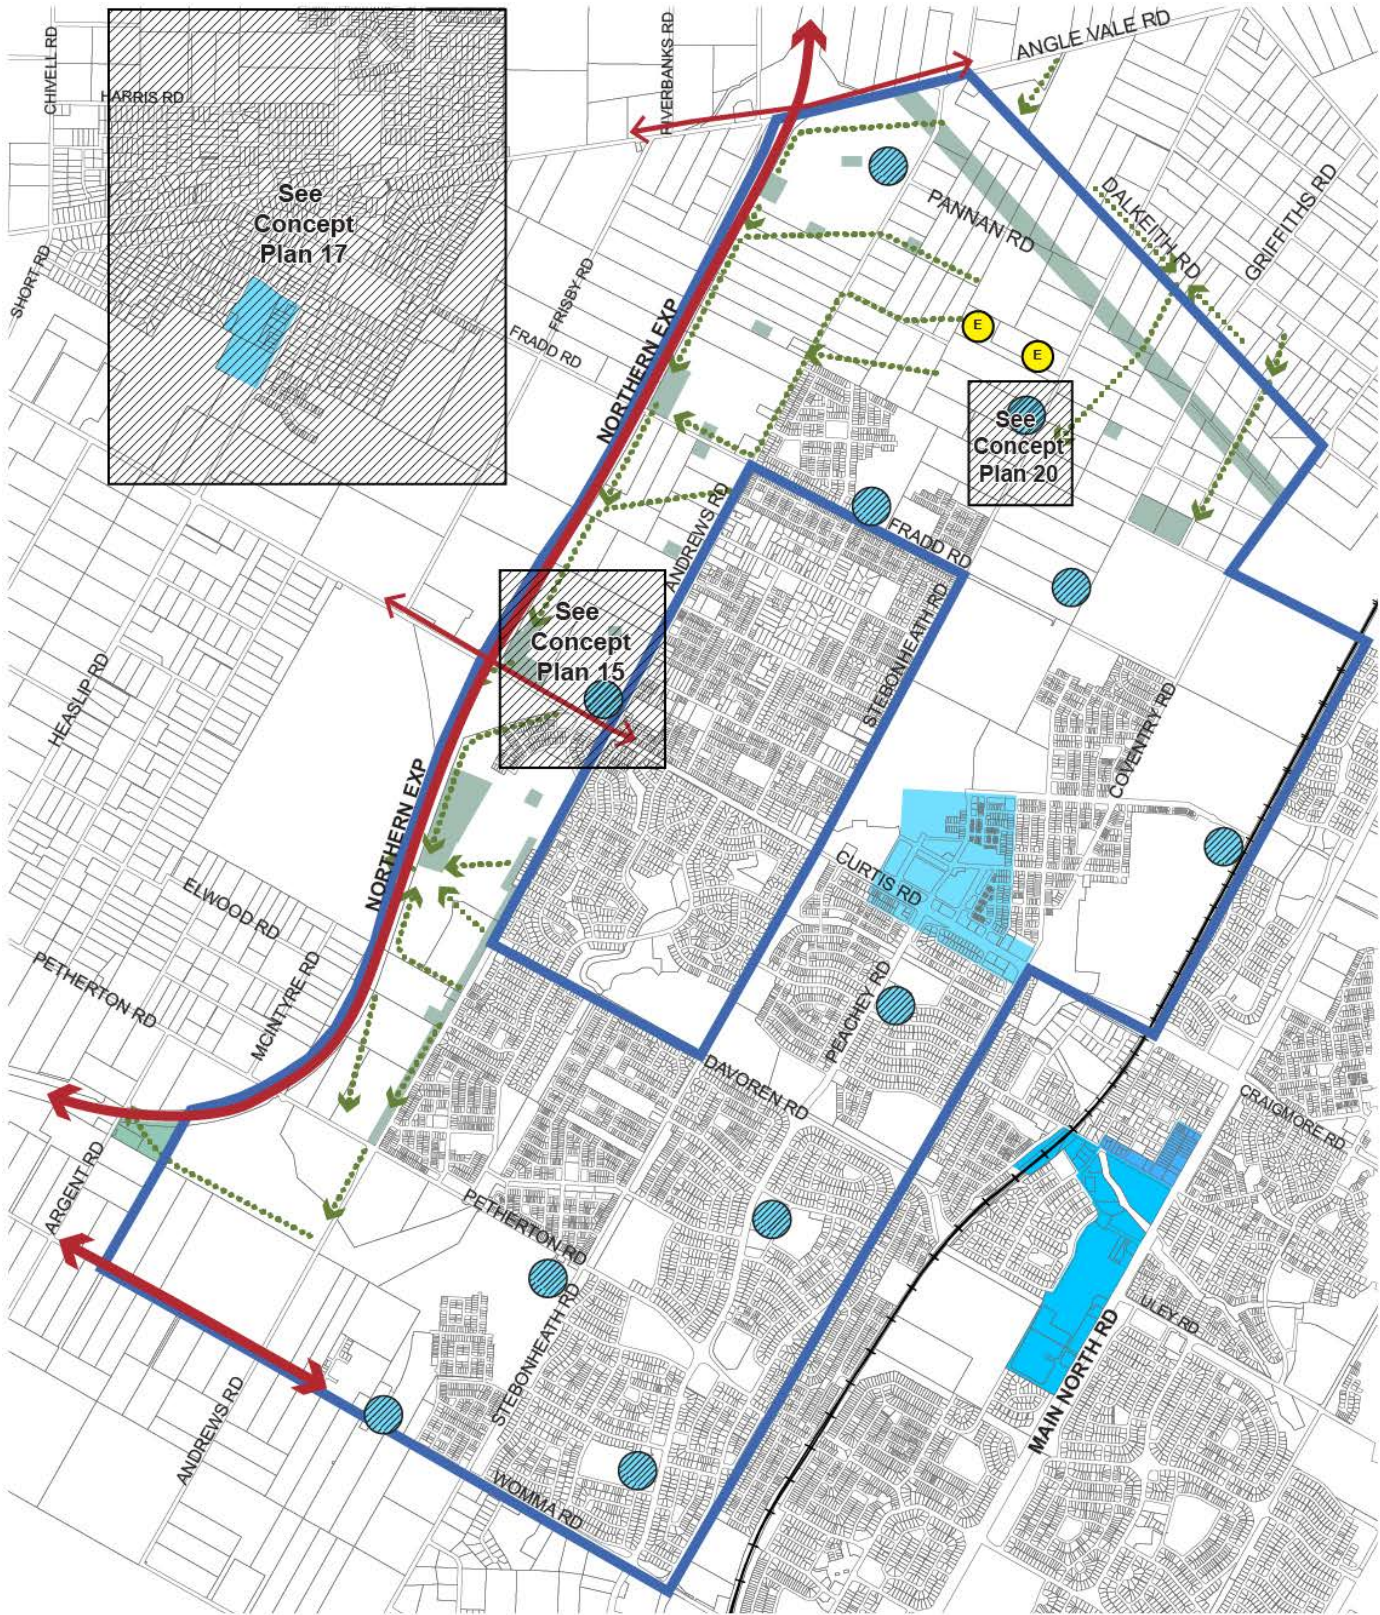 ANGLE VALE RD
CHIVELL RD
RIVERBANKS RD
HARRIS RD
See
Concept
Plan 17
SHORT RD
FRISBY RD
FRADD RD
NORTHERN EXP
PANNAN RD
DALKEITH RD
GRIFFITHS RD
E
E
See
Concept
Plan 20
ANDREWS RD
FRADD RD
STEBONHEATH RD
See
Concept
Plan 15
HEASLIP RD
NORTHERN EXP
COVENTRY RD
CURTIS RD
ELWOOD RD
PETHERTON RD
MCINTYRE RD
PEACHEY RD
DAVOREN RD
CRAIGMORE RD
ARGENT RD
PETHERTON RD
STEBONHEATH RD
ULEY RD
MAIN NORTH RD
ANDREWS RD
WOMMA RD